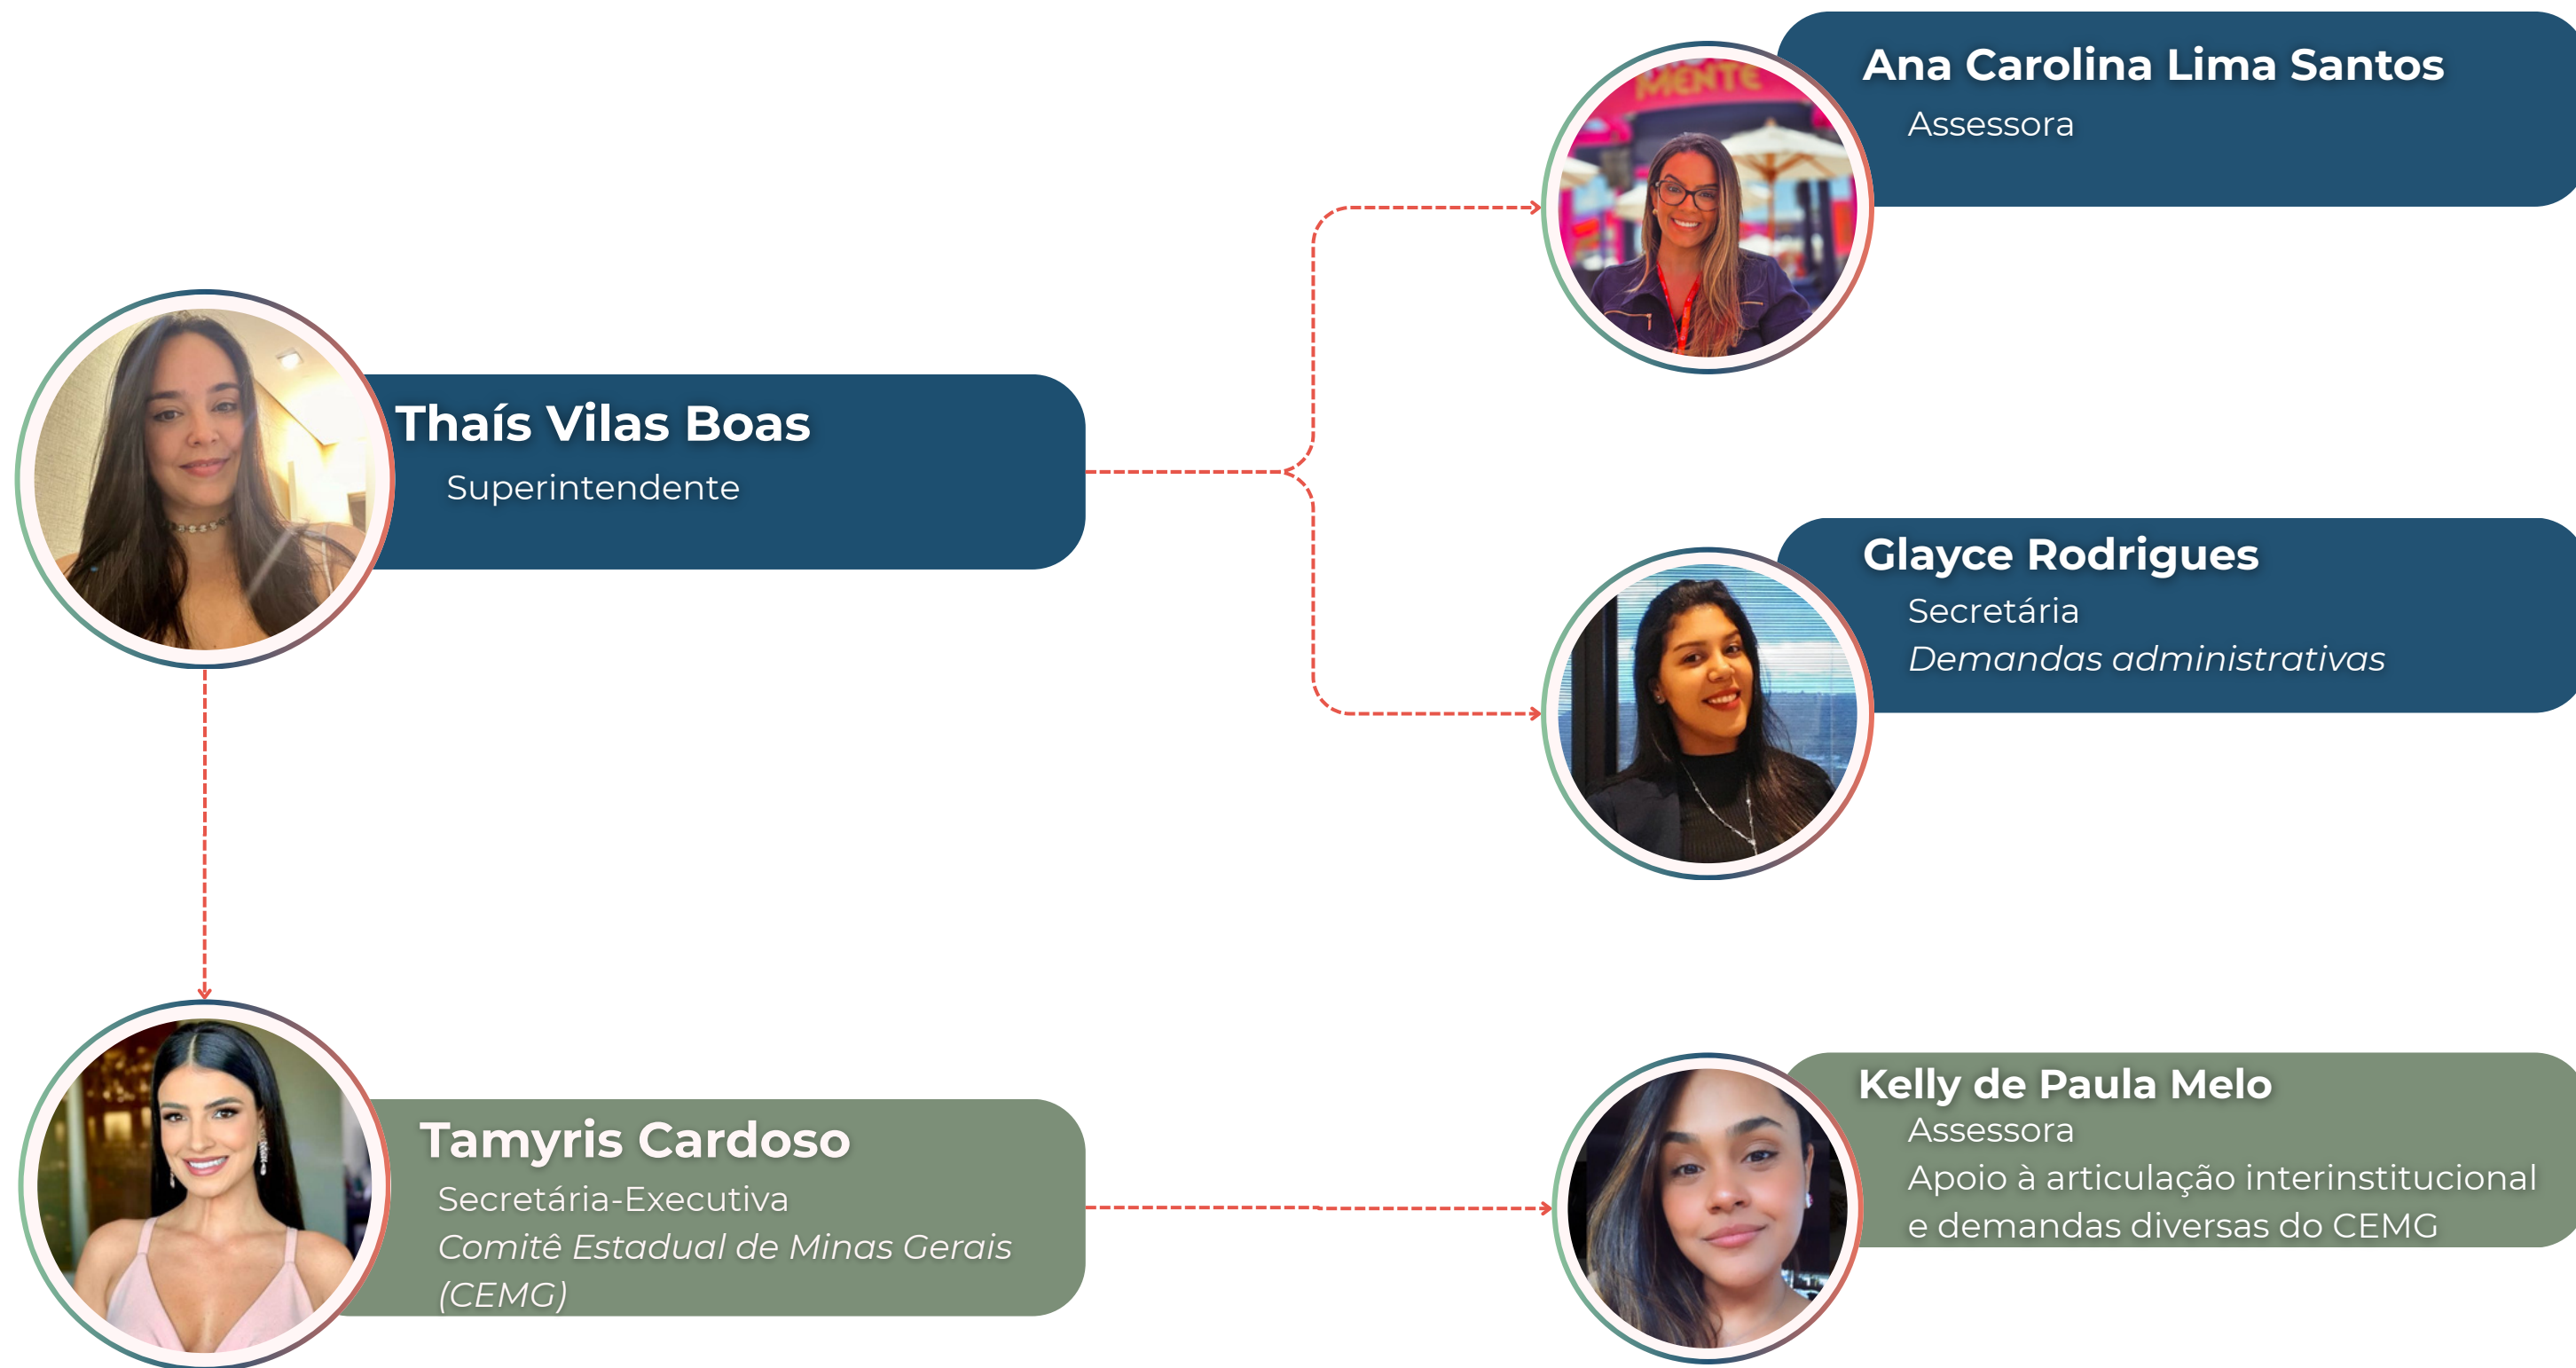 MENTE
Ana Carolina Lima Santos
Assessora
Thaís Vilas Boas
Superintendente
Glayce Rodrigues
Secretária
Demandas administrativas
Tamyris Cardoso
Secretária-Executiva
Comitê Estadual de Minas Gerais
(CEMG)
Kelly de Paula Melo
Assessora
Apoio à articulação interinstitucional
e demandas diversas do CEMG